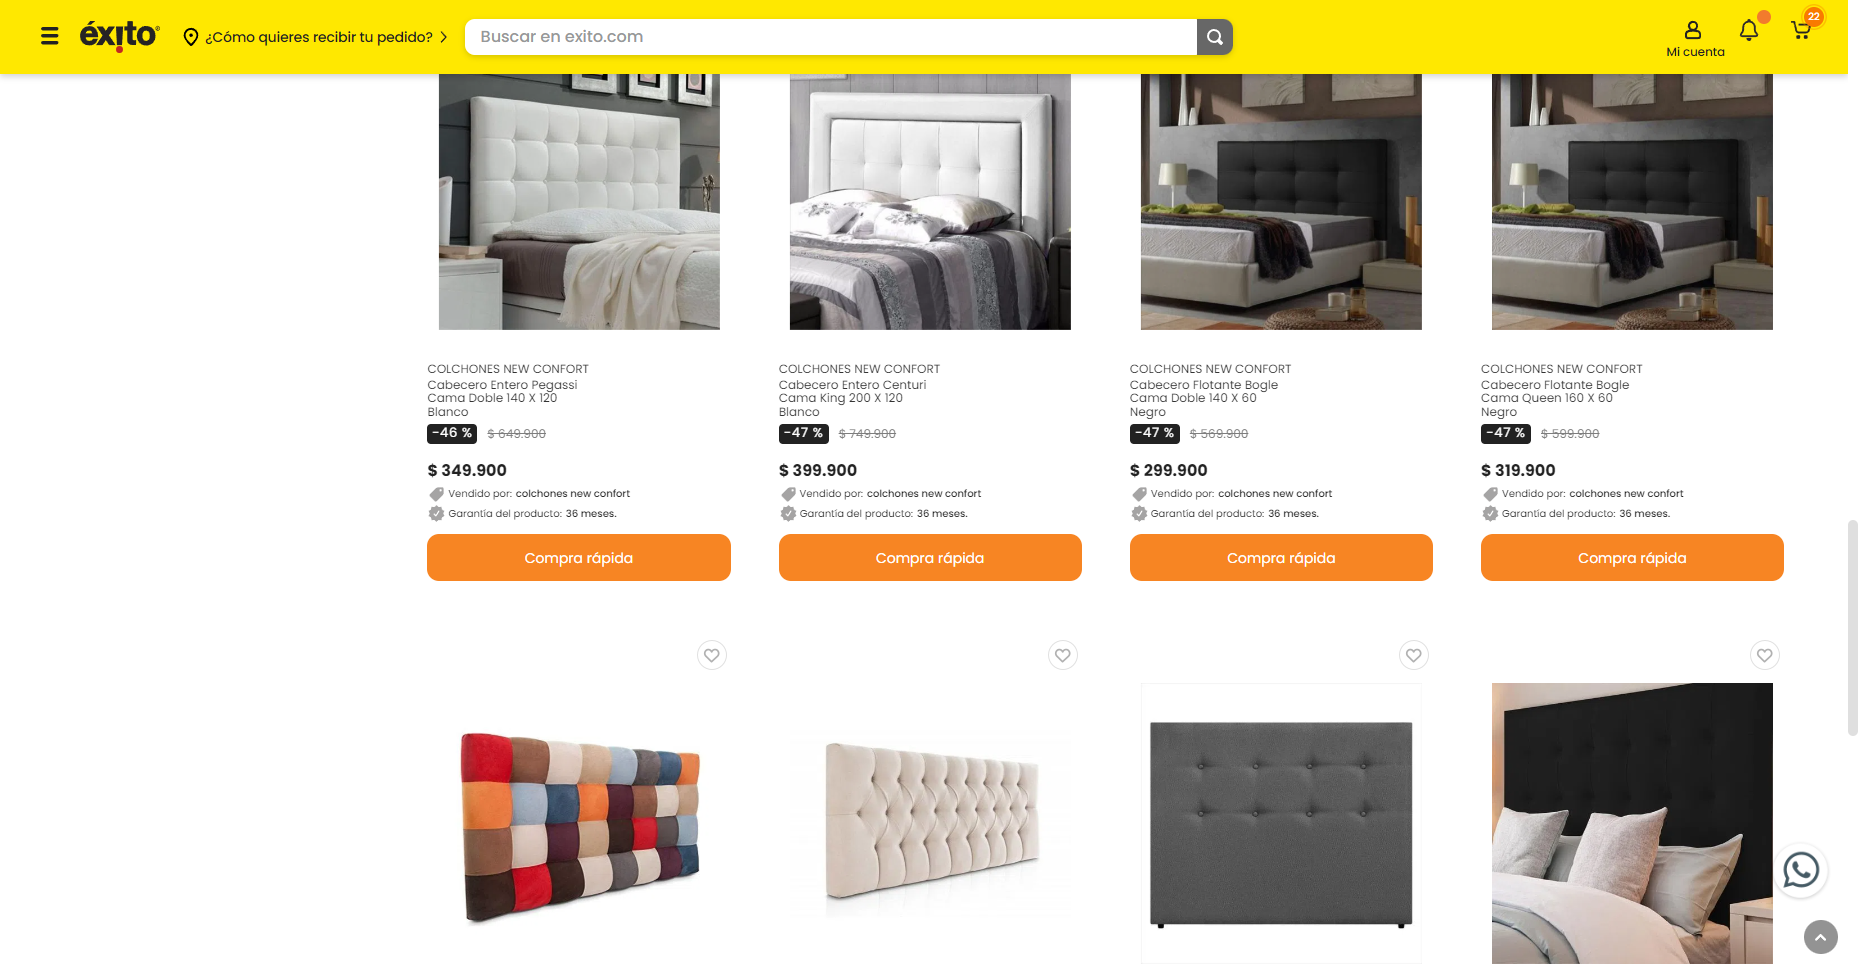 éxito
¿Cómo quieres recibir tu pedido?
Buscar en exito.com
Mi cuenta
22
COLCHONES NEW CONFORT
Cabecero Entero Pegassi
Cama Doble 140 X 120
Blanco
-46 % $ 649.900
$ 349.900
Vendido por: colchones new confort
Garantía del producto: 36 meses.
Compra rápida
COLCHONES NEW CONFORT
Cabecero Entero Centuri
Cama King 200 X 120
Blanco
-47 % $ 749.900
$ 399.900
Vendido por: colchones new confort
Garantía del producto: 36 meses.
Compra rápida
COLCHONES NEW CONFORT
Cabecero Flotante Bogle
Cama Doble 140 X 60
Negro
-47 % $ 569.900
$ 299.900
Vendido por: colchones new confort
Garantía del producto: 36 meses.
Compra rápida
COLCHONES NEW CONFORT
Cabecero Flotante Bogle
Cama Queen 160 X 60
Negro
-47 % $ 599.900
$ 319.900
Vendido por: colchones new confort
Garantía del producto: 36 meses.
Compra rápida